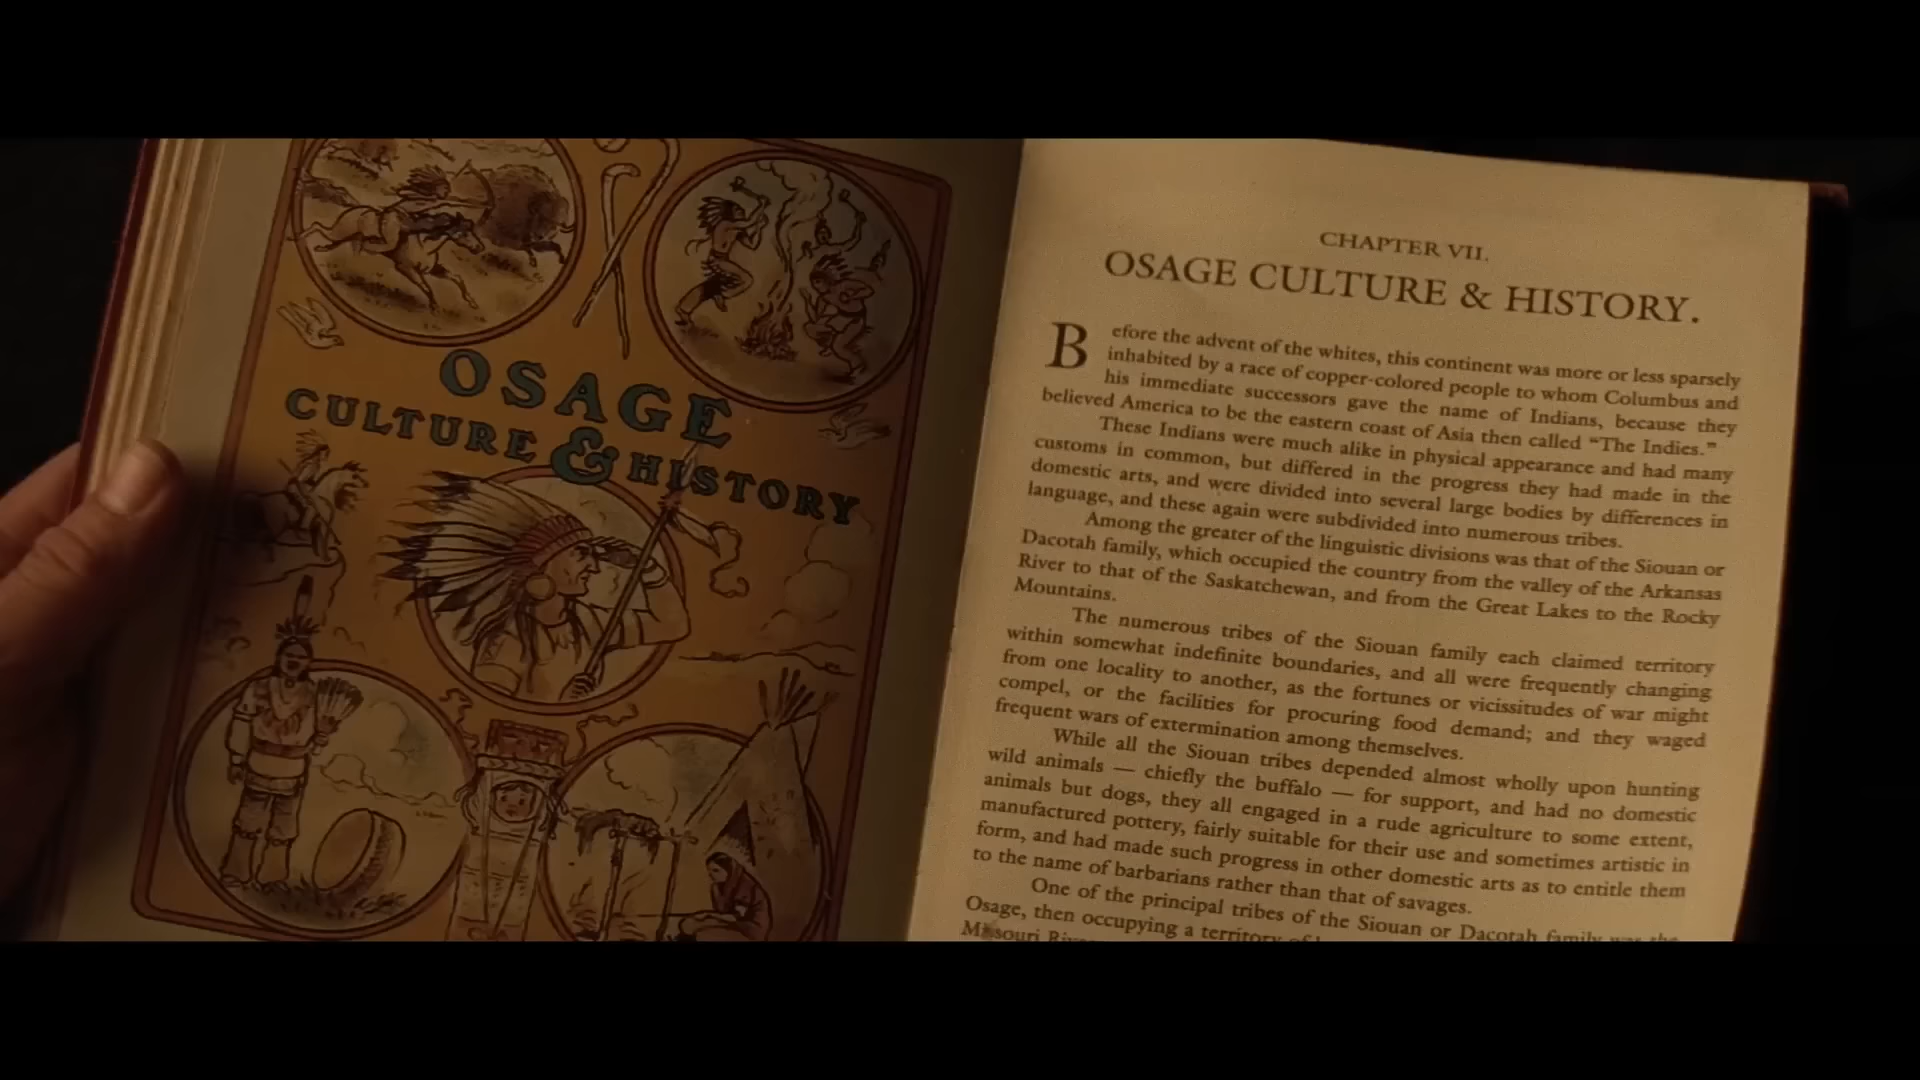 OSAGE
CULTURE & HISTORY
CHAPTER VII.
OSAGE CULTURE & HISTORY.
Before the advent of the whites, this continent was more or less sparsely
inhabited by a race of copper-colored people to whom Columbus and
his immediate successors gave the name of Indians, because they
believed America to be the eastern coast of Asia then called “The Indies.”
These Indians were much alike in physical appearance and had many
customs in common, but differed in the progress they had made in the
domestic arts, and were divided into several large bodies by differences in
language, and these again were subdivided into numerous tribes.
Among the greater of the linguistic divisions was that of the Siouan or
Dacotah family, which occupied the country from the valley of the Arkansas
River to that of the Saskatchewan, and from the Great Lakes to the Rocky
Mountains.
The numerous tribes of the Siouan family each claimed territory
within somewhat indefinite boundaries, and all were frequently changing
from one locality to another, as the fortunes or vicissitudes of war might
compel, or the facilities for procuring food demand; and they waged
frequent wars of extermination among themselves.
While all the Siouan tribes depended almost wholly upon hunting
wild animals — chiefly the buffalo — for support, and had no domestic
animals but dogs, they all engaged in a rude agriculture to some extent,
manufactured pottery, fairly suitable for their use and sometimes artistic in
form, and had made such progress in other domestic arts as to entitle them
to the name of barbarians rather than that of savages.
One of the principal tribes of the Siouan or Dacotah family was the
Osage, then occupying a territory of
Missouri